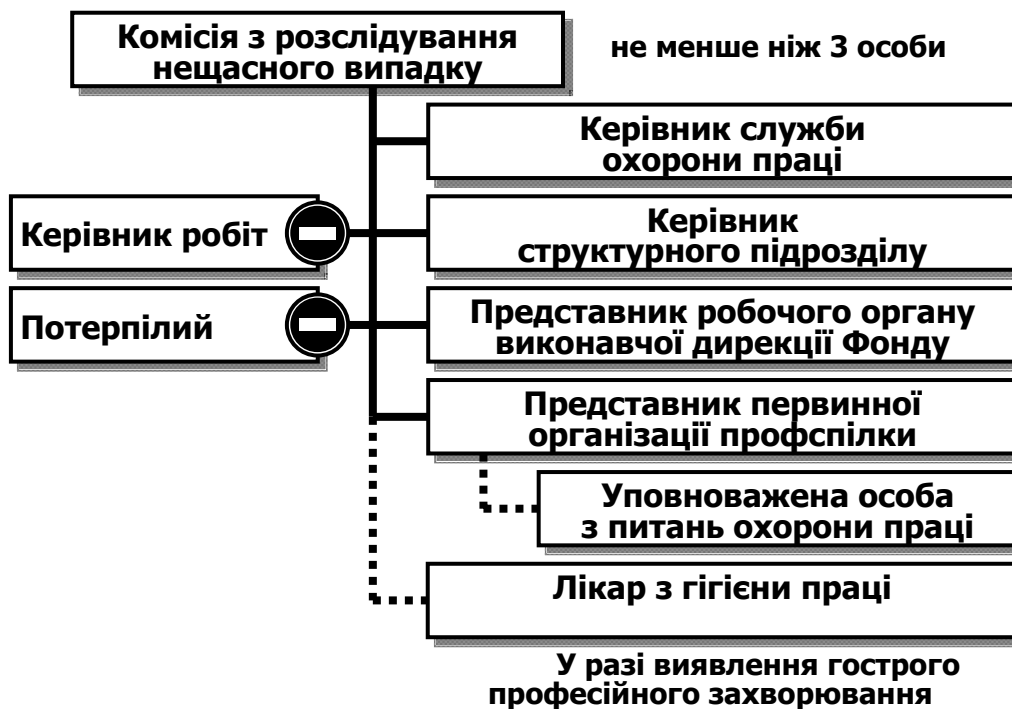 Комісія з розслідування
нещасного випадку
не менше ніж 3 особи
Керівник служби
охорони праці
Керівник робіт
Керівник
структурного підрозділу
Потерпілий
Представник робочого органу
виконавчої дирекції Фонду
Представник первинної
організації профспілки
Уповноважена особа
з питань охорони праці
Лікар з гігієни праці
У разі виявлення гострого
професійного захворювання